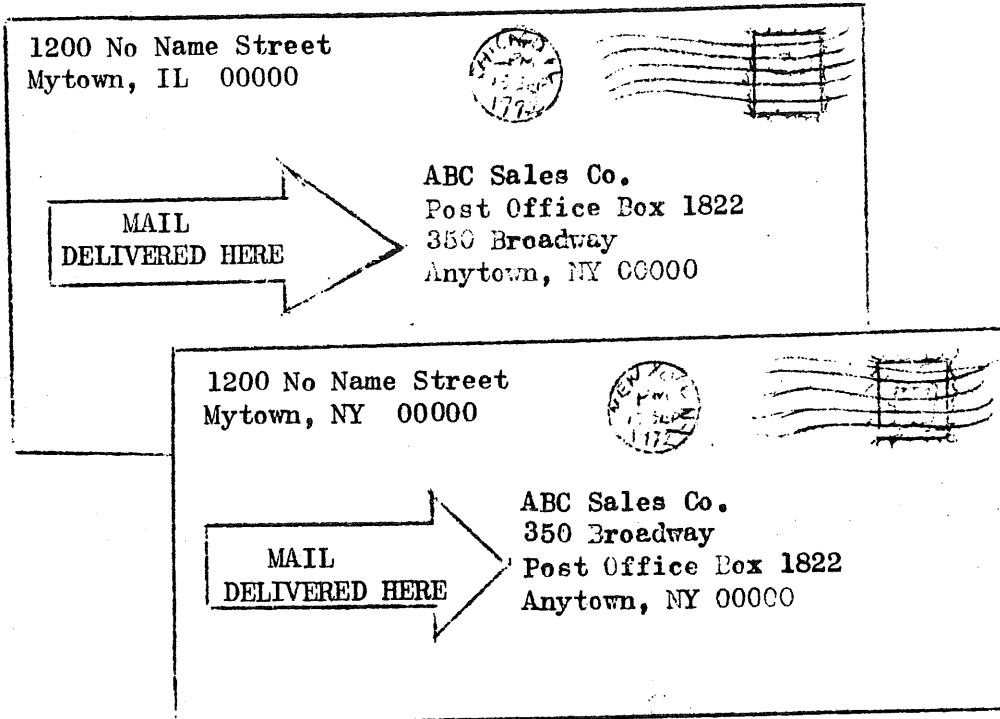 1200 No Name Street
Mytown, IL 00000
MAIL
DELIVERED HERE
ABC Sales Co.
Post Office Box 1822
350 Broadway
Anytown, NY 00000
1200 No Name Street
Mytown, NY 00000
MAIL
DELIVERED HERE
ABC Sales Co.
350 Broadway
Post Office Box 1822
Anytown, NY 00000